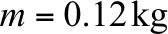 m = 0.12 kg